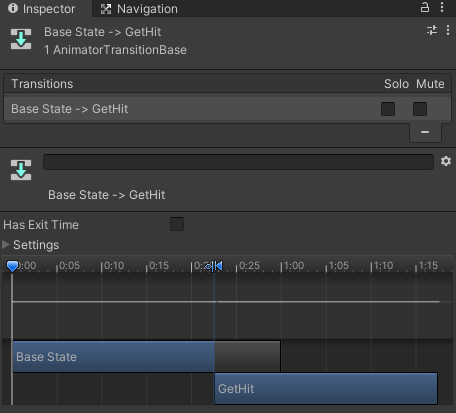 Inspector Navigation
Base State -> GetHit
1 AnimatorTransitionBase
Transitions Solo Mute
Base State -> GetHit
Base State -> GetHit
Has Exit Time
Settings
0:00 0:05 0:10 0:15 0:25 1:00 1:05 1:10 1:15
Base State
GetHit